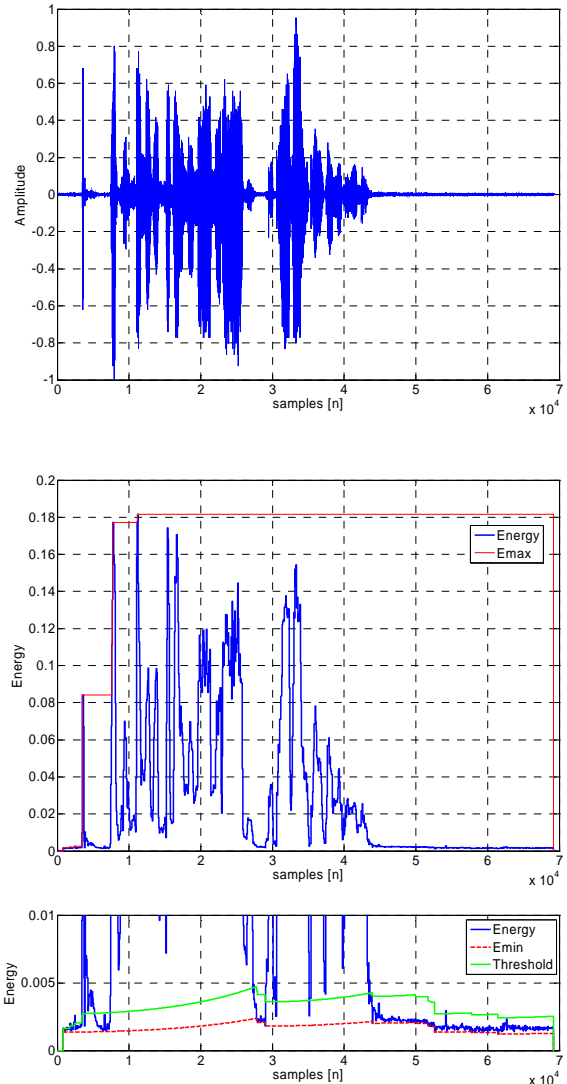 1
0.8
0.6
0.4
0.2
0
-0.2
-0.4
-0.6
-0.8
-1
Amplitude
0 1 2 3 4 5 6 7
samples [n]
x 10^4
0.2
0.18
0.16
0.14
0.12
0.1
0.08
0.06
0.04
0.02
0
Energy
Energy
Emax
0 1 2 3 4 5 6 7
samples [n]
x 10^4
0.01
0.005
0
Energy
Energy
Emin
Threshold
0 1 2 3 4 5 6 7
samples [n]
x 10^4